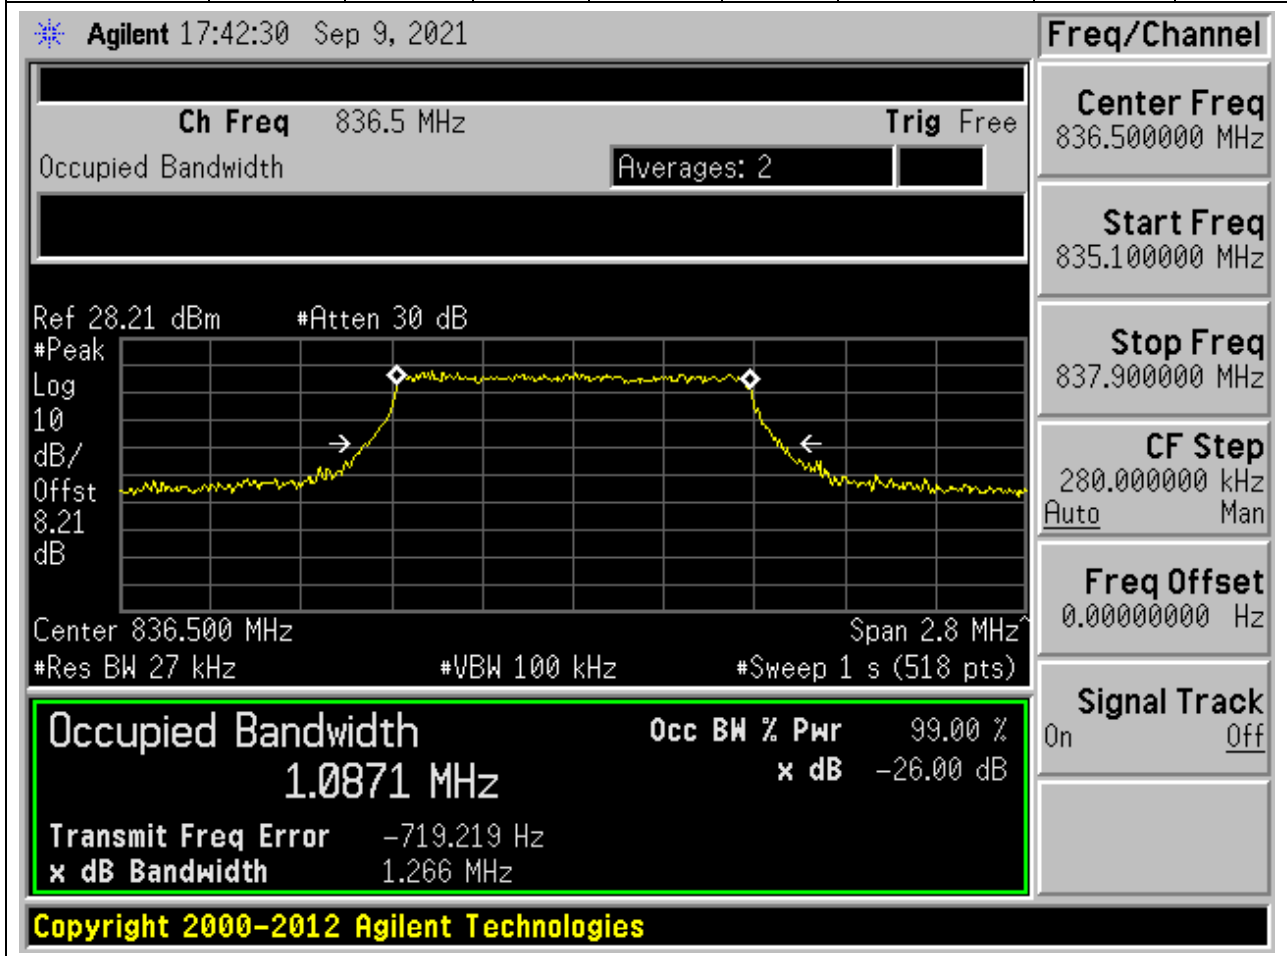 Agilent 17:42:30 Sep 9, 2021
Freq/Channel
Ch Freq 836.5 MHz Trig Free
Occupied Bandwidth Averages: 2
Center Freq
836.500000 MHz
Start Freq
835.100000 MHz
Stop Freq
837.900000 MHz
CF Step
280.000000 kHz
Auto Man
Freq Offset
0.00000000 Hz
Signal Track
On Off
Ref 28.21 dBm #Atten 30 dB
#Peak
Log
10
dB/
Offst
8.21
dB
Center 836.500 MHz Span 2.8 MHz^
#Res BW 27 kHz #VBW 100 kHz #Sweep 1 s (518 pts)
Occupied Bandwidth Occ BW % Pwr 99.00 %
1.0871 MHz x dB -26.00 dB
Transmit Freq Error -719.219 Hz
x dB Bandwidth 1.266 MHz
Copyright 2000-2012 Agilent Technologies